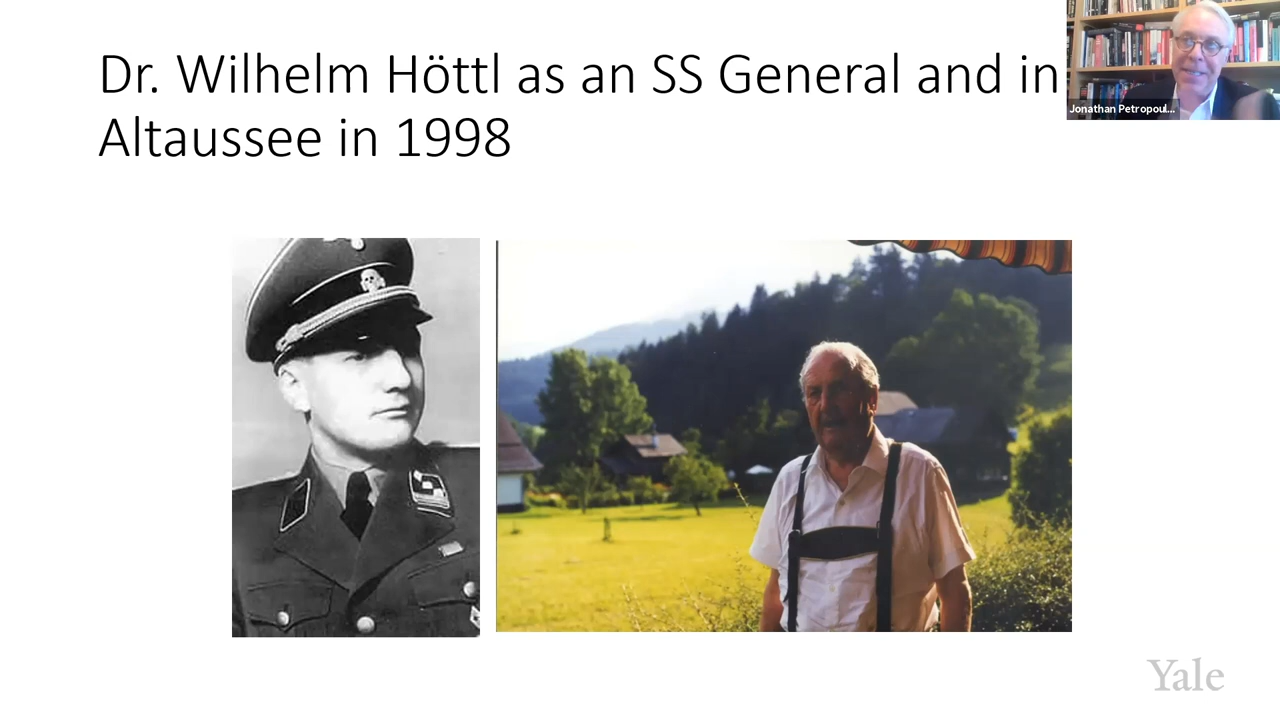 Dr. Wilhelm Höttl as an SS General and in
Altaussee in 1998
Jonathan Petropoul...
Yale